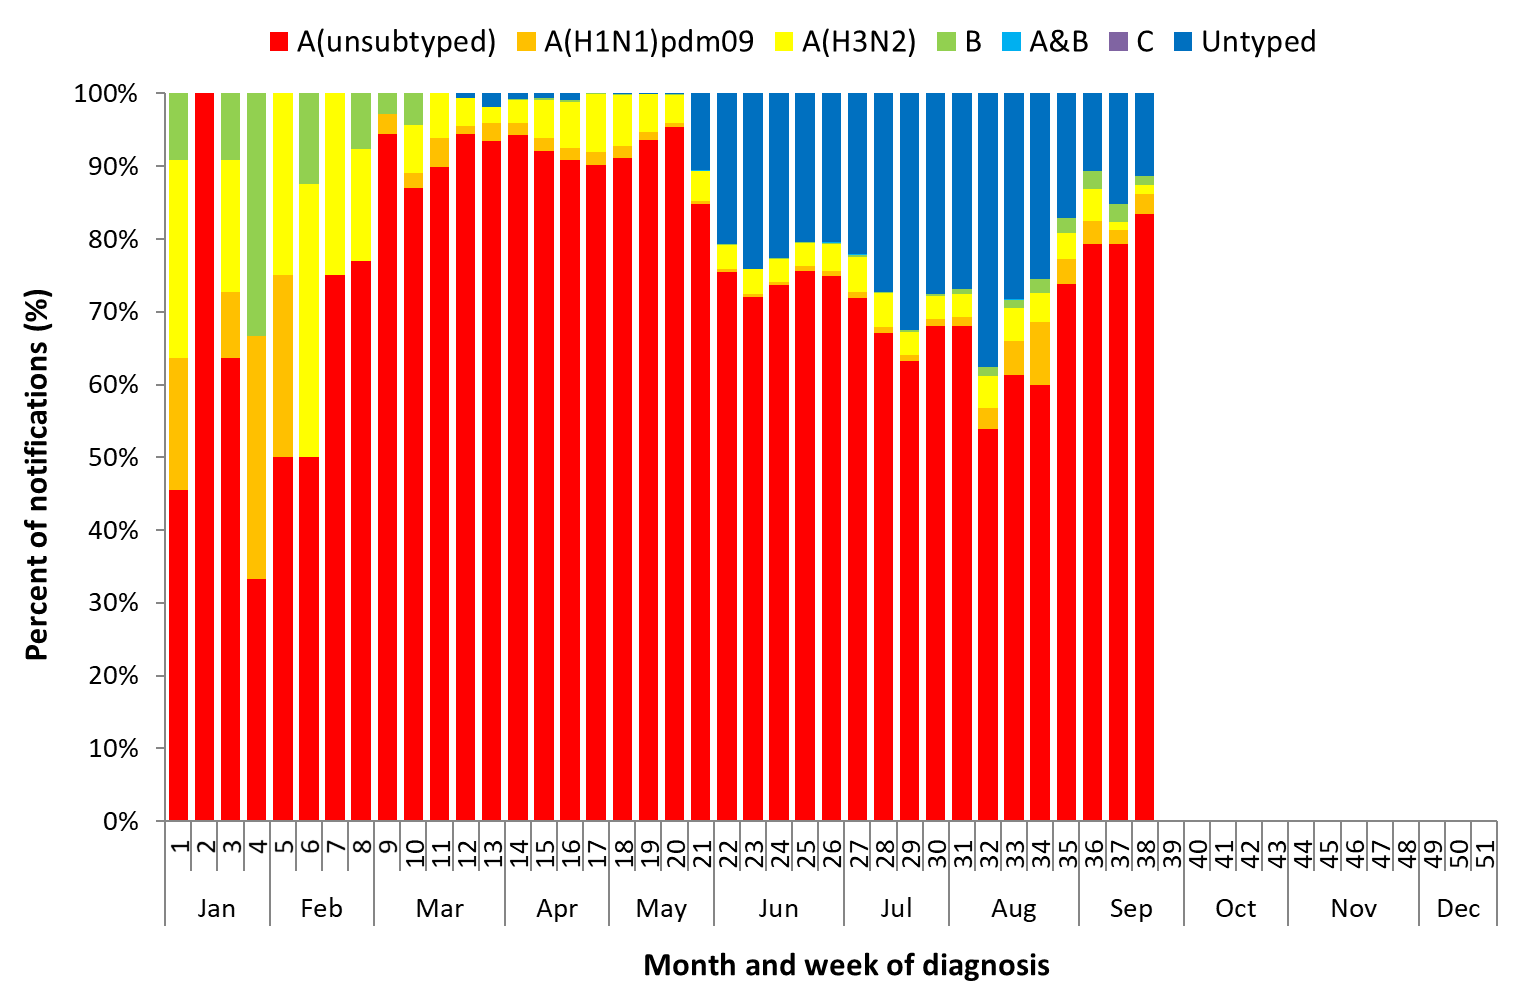 A(unsubtyped) A(H1N1)pdm09 A(H3N2) B A&B C Untyped
Percent of notifications (%)
100%
90%
80%
70%
60%
50%
40%
30%
20%
10%
0%
1 2 3 4 5 6 7 8 9 10 11 12 13 14 15 16 17 18 19 20 21 22 23 24 25 26 27 28 29 30 31 32 33 34 35 36 37 38 39 40 41 42 43 44 45 46 47 48 49 50 51
Jan Feb Mar Apr May Jun Jul Aug Sep Oct Nov Dec
Month and week of diagnosis